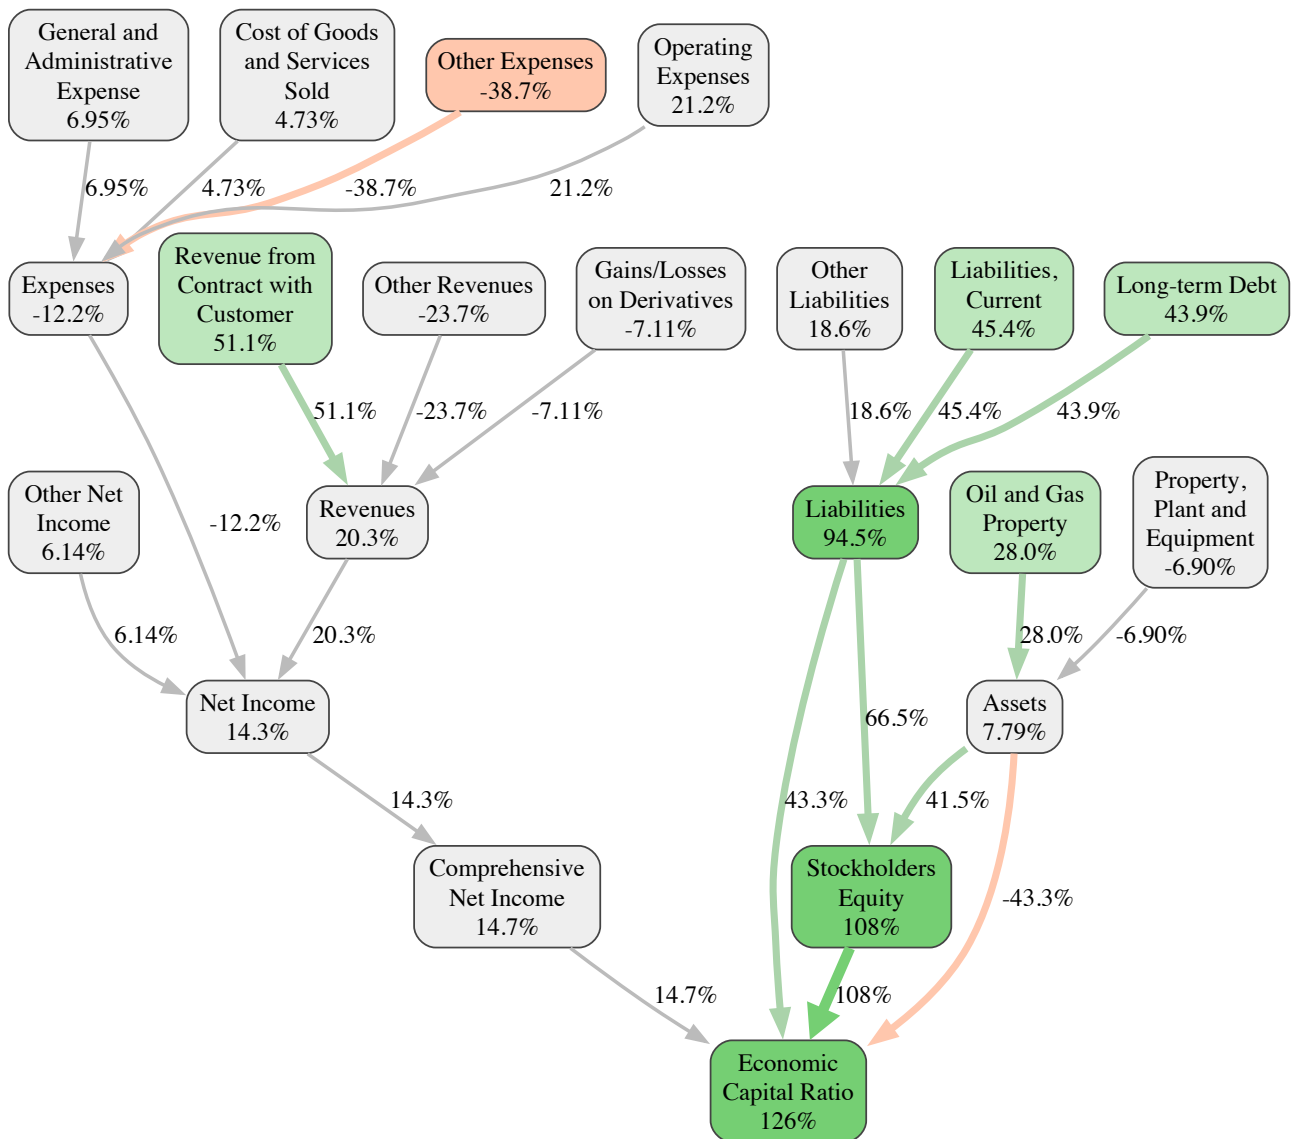 General and
Administrative
Expense
6.95%
Cost of Goods
and Services
Sold
4.73%
Other Expenses
-38.7%
Operating
Expenses
21.2%
6.95%
4.73%
-38.7%
21.2%
Expenses
-12.2%
Revenue from
Contract with
Customer
51.1%
Other Revenues
-23.7%
Gains/Losses
on Derivatives
-7.11%
Other
Liabilities
18.6%
Liabilities,
Current
45.4%
Long-term Debt
43.9%
51.1%
-23.7%
-7.11%
18.6%
45.4%
43.9%
Other Net
Income
6.14%
-12.2%
Revenues
20.3%
Liabilities
94.5%
Oil and Gas
Property
28.0%
Property,
Plant and
Equipment
-6.90%
6.14%
20.3%
28.0%
-6.90%
Net Income
14.3%
66.5%
Assets
7.79%
14.3%
43.3%
41.5%
Comprehensive
Net Income
14.7%
Stockholders
Equity
108%
-43.3%
14.7%
108%
Economic
Capital Ratio
126%